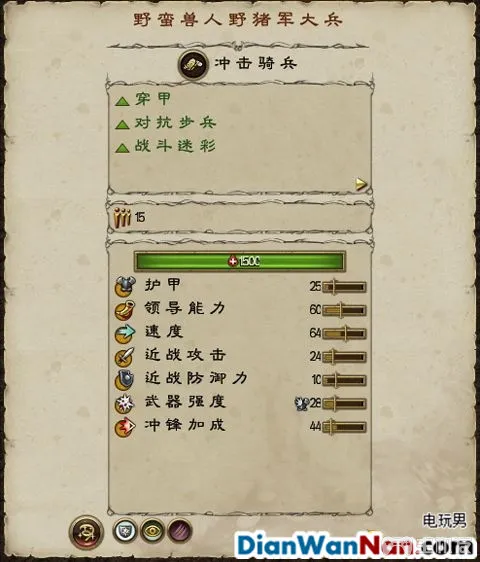 野蛮兽人野猪军大兵
冲击骑兵
穿甲
对抗步兵
战斗迷彩
15
1500
护甲 25
领导能力 60
速度 64
近战攻击 24
近战防御力 10
武器强度 28
冲锋加成 44
电玩男
DianWanNan.com